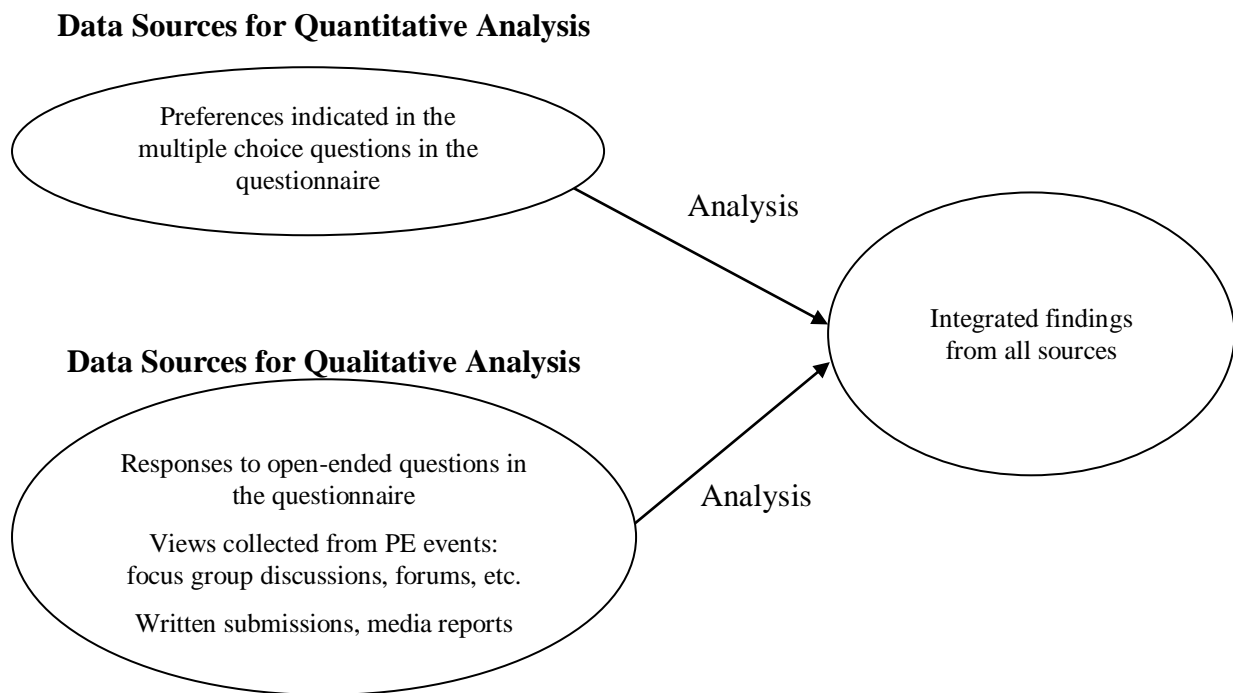 Data Sources for Quantitative Analysis
Preferences indicated in the
multiple choice questions in the
questionnaire
Analysis
Integrated findings
from all sources
Data Sources for Qualitative Analysis
Responses to open-ended questions in
the questionnaire
Views collected from PE events:
focus group discussions, forums, etc.
Written submissions, media reports
Analysis